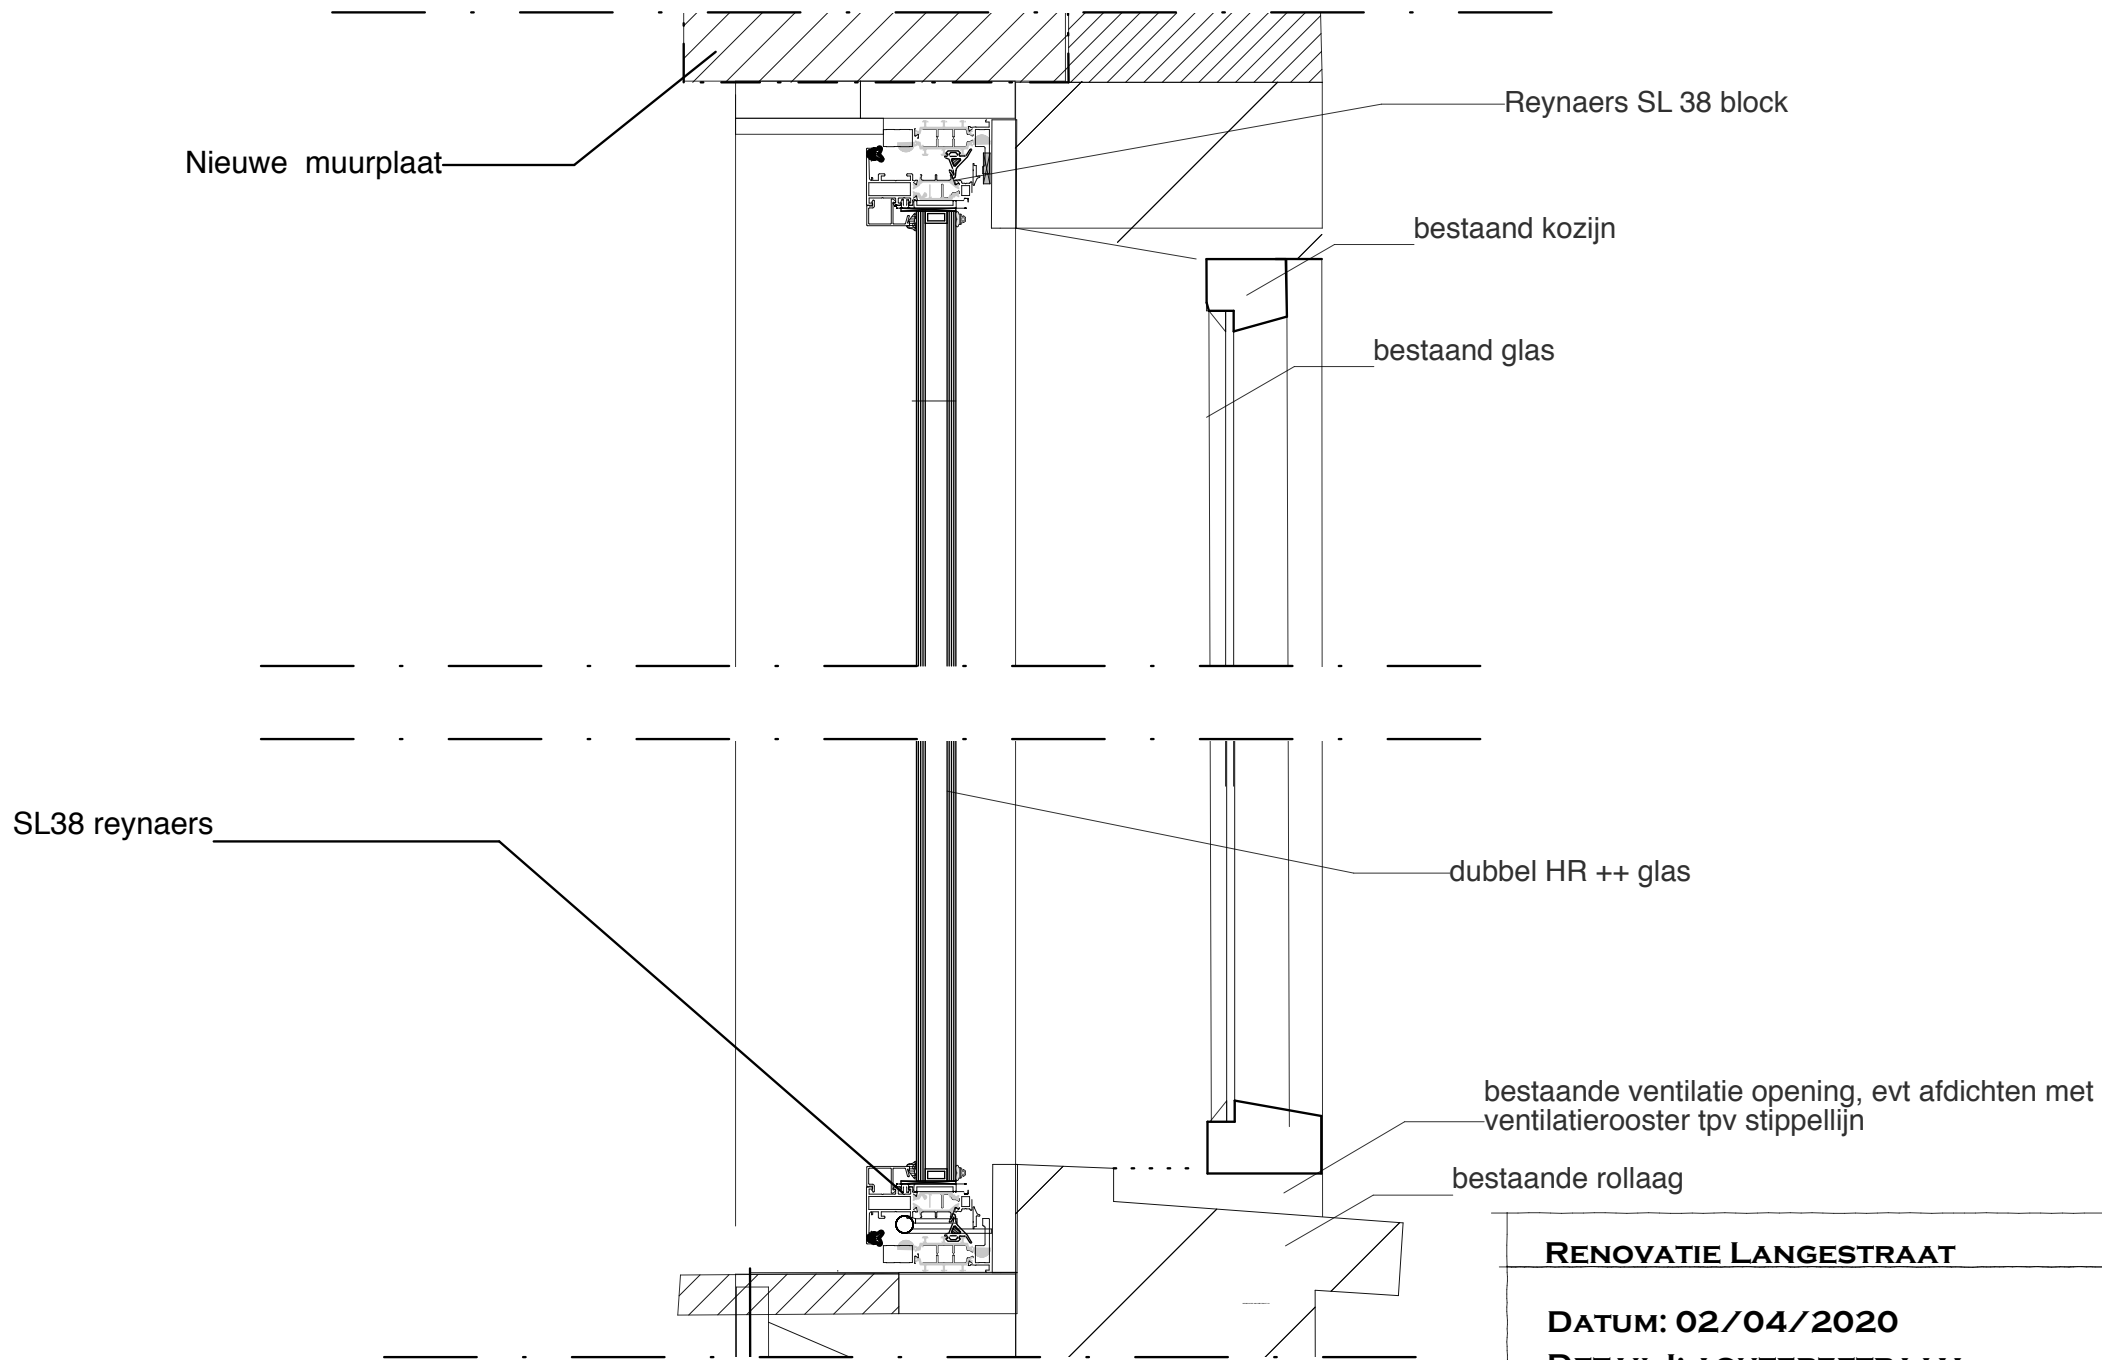 Reynaers SL 38 block
Nieuwe muurplaat
bestaand kozijn
bestaand glas
SL38 reynaers
dubbel HR ++ glas
bestaande ventilatie opening, evt afdichten met
ventilatierooster tpv stippellijn
bestaande rollaag
RENOVATIE LANGESTRAAT
DATUM: 02/04/2020